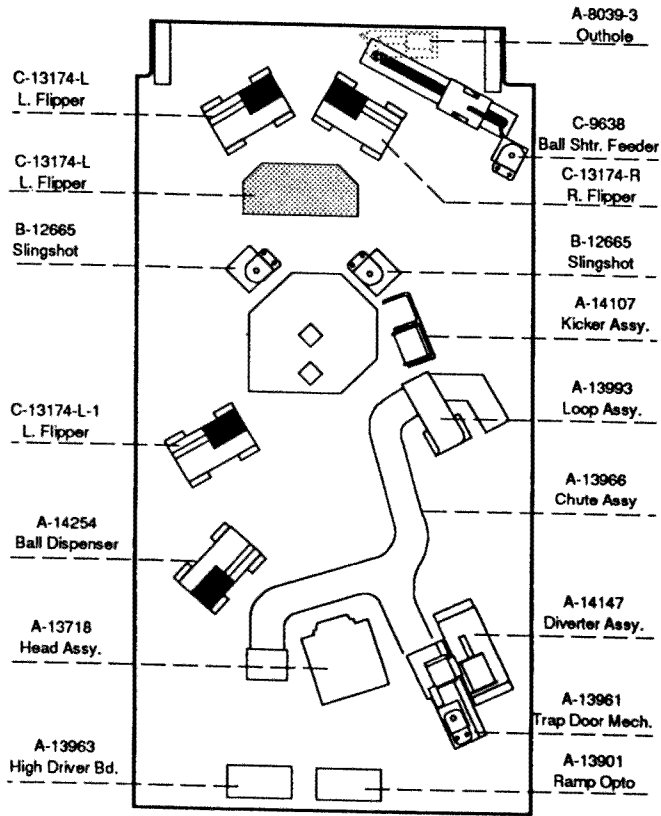 A-8039-3
Outhole
C-13174-L
L. Flipper
C-9638
Ball Shtr. Feeder
C-13174-L
L. Flipper
C-13174-R
R. Flipper
B-12665
Slingshot
B-12665
Slingshot
A-14107
Kicker Assy.
A-13993
Loop Assy.
C-13174-L-1
L. Flipper
A-13966
Chute Assy
A-14254
Ball Dispenser
A-14147
Diverter Assy.
A-13718
Head Assy.
A-13961
Trap Door Mech.
A-13963
High Driver Bd.
A-13901
Ramp Opto